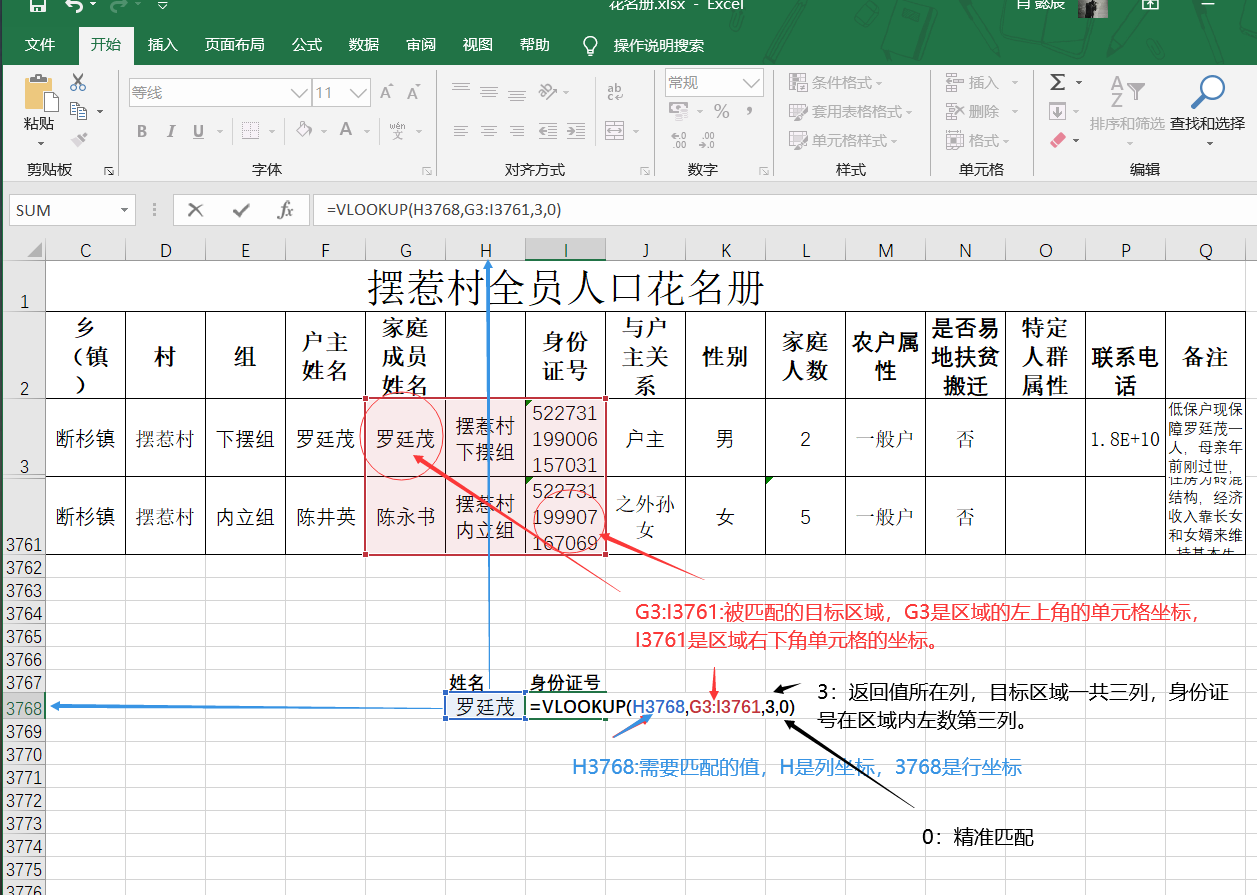 花名册.xlsx - Excel
文件 开始 插入 页面布局 公式 数据 审阅 视图 帮助 操作说明搜索
等线 11 常规 条件格式 插入 Σ
粘贴 套用表格格式 删除 排序和筛选 查找和选择
B I U A wén 文 ab % 单元格样式 格式
剪贴板 字体 对齐方式 数字 样式 单元格 编辑
SUM fx =VLOOKUP(H3768,G3:I3761,3,0)
C D E F G H I J K L M N O P Q
1 摆惹村全员人口花名册
2
乡（镇）
村
组
户主姓名
家庭成员姓名
身份证号
与户主关系
性别
家庭人数
农户属性
是否易地扶贫搬迁
特定人群属性
联系电话
备注
3
断杉镇
摆惹村
下摆组
罗廷茂
罗廷茂
摆惹村下摆组
522731
199006
157031
户主
男
2
一般户
否
1.8E+10
低保户现保
障罗廷茂一
人，母亲年
前刚过世，
3761
断杉镇
摆惹村
内立组
陈井英
陈永书
摆惹村内立组
522731
199907
167069
之外孙女
女
5
一般户
否
结构，经济
收入靠长女
和女婿来维
3762
3763
3764
3765
3766
3767
3768
3769
3770
3771
3772
3773
3774
3775
3776
G3:I3761:被匹配的目标区域，G3是区域的左上角的单元格坐标，
I3761是区域右下角单元格的坐标。
姓名 身份证号
罗廷茂 =VLOOKUP(H3768,G3:I3761,3,0)
3：返回值所在列，目标区域一共三列，身份证
号在区域内左数第三列。
H3768:需要匹配的值，H是列坐标，3768是行坐标
0：精准匹配